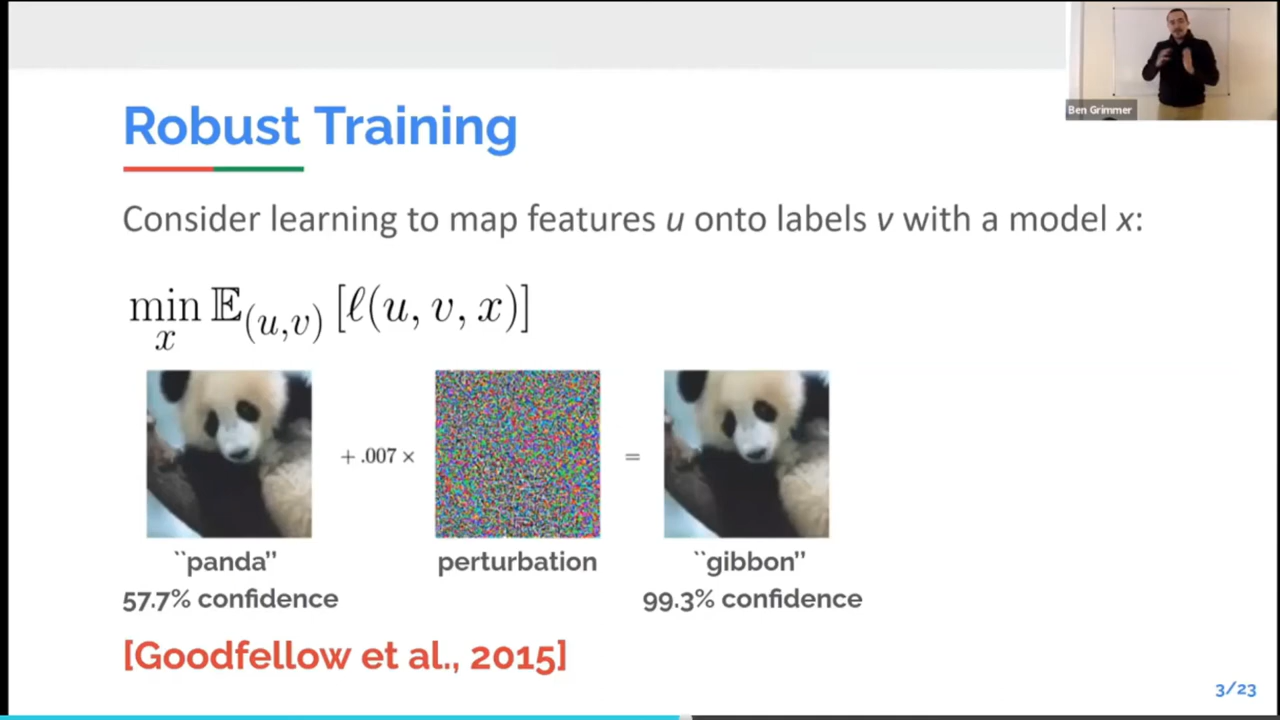 Ben Grimmer
Robust Training
Consider learning to map features u onto labels v with a model x:
min_x 𝔼_(u,v) [ℓ(u, v, x)]
+ .007 ×
=
``panda''
perturbation
``gibbon''
57.7% confidence
99.3% confidence
[Goodfellow et al., 2015]
3/23